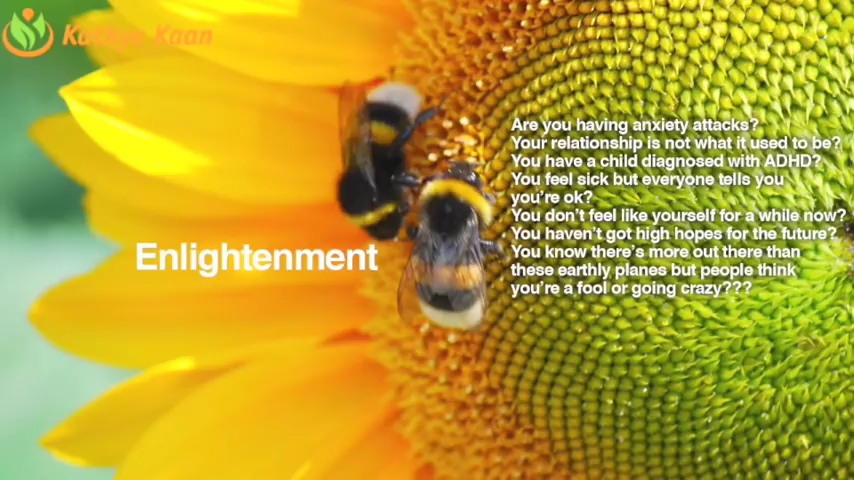 Kathye Kaan
Are you having anxiety attacks?
Your relationship is not what it used to be?
You have a child diagnosed with ADHD?
You feel sick but everyone tells you
you're ok?
You don't feel like yourself for a while now?
You haven't got high hopes for the future?
You know there's more out there than
these earthly planes but people think
you're a fool or going crazy???
Enlightenment